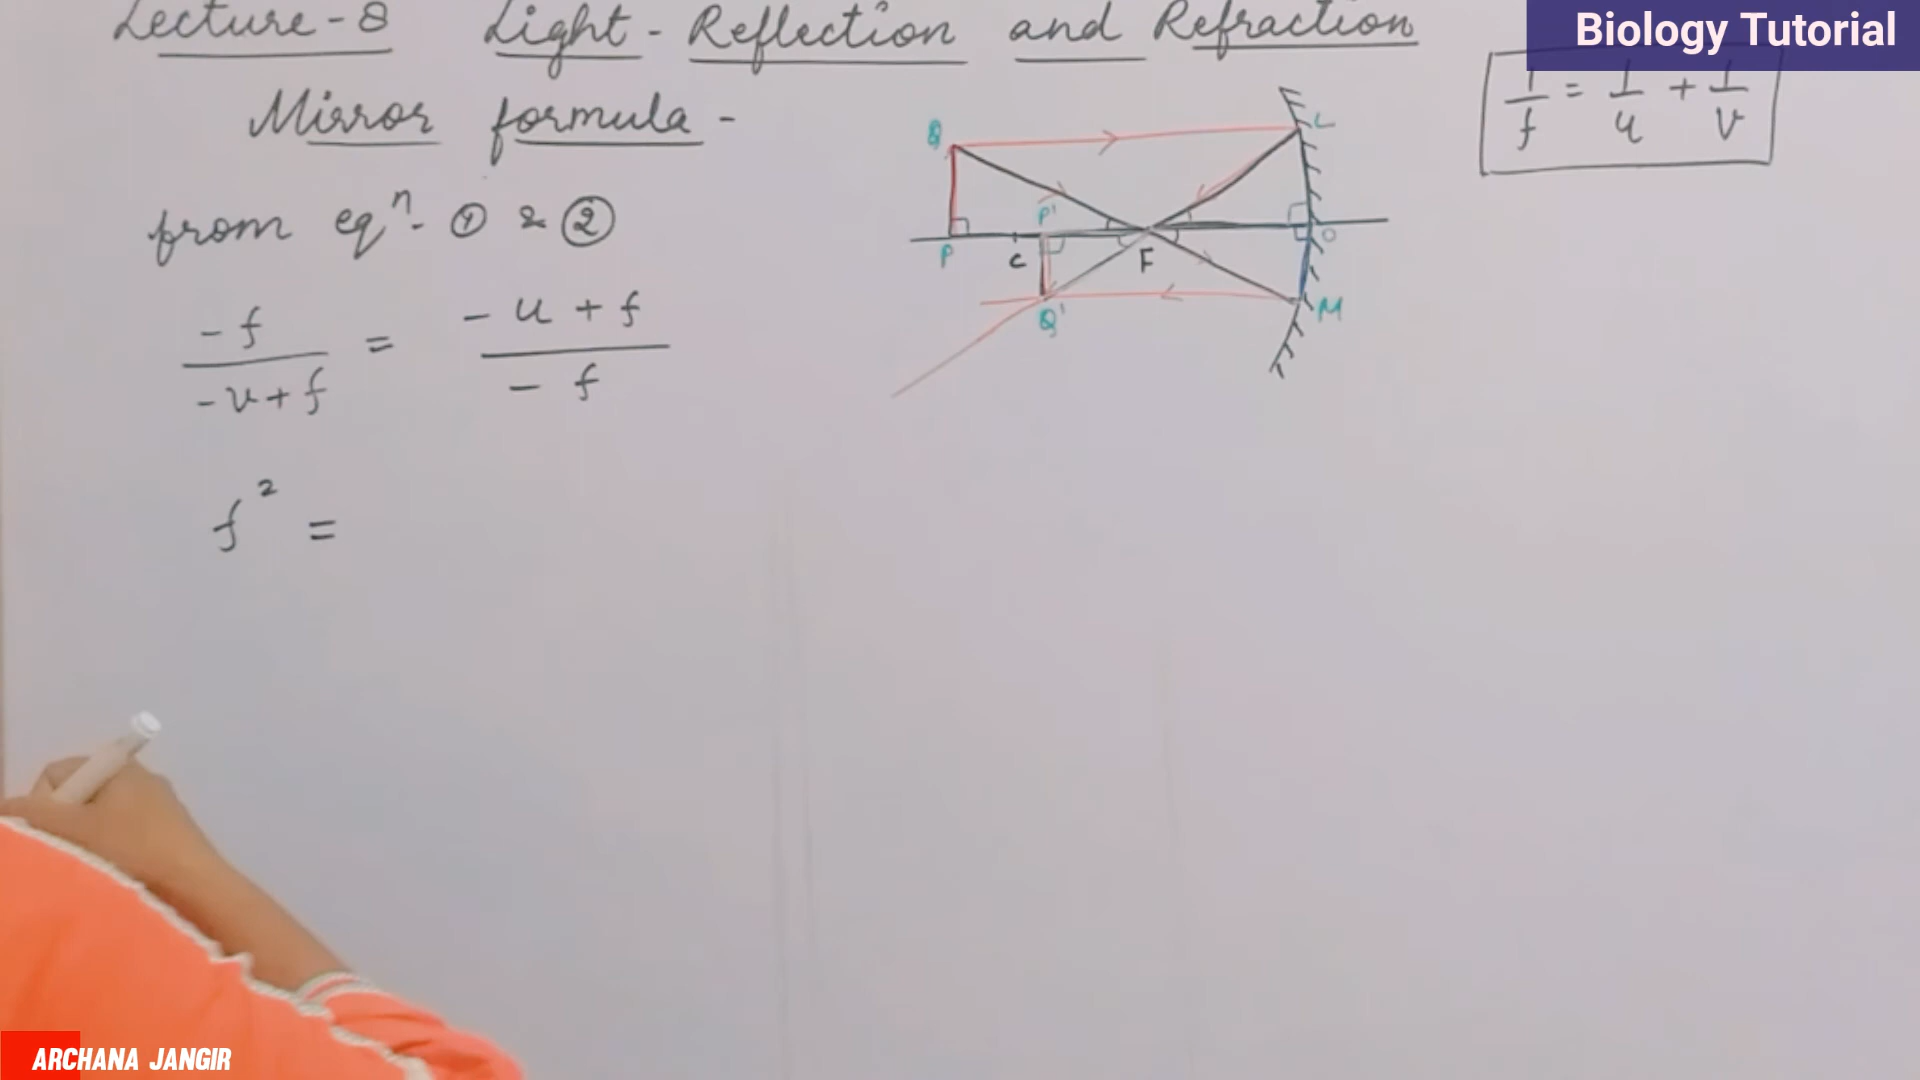 Biology Tutorial
Lecture-8 Light-Reflection and Refraction
Mirror formula -
1/f = 1/u + 1/v
from eqⁿ. ① & ②
-f/-v+f = -u+f/-f
f² =
Q
L
P'
P
C
F
O
Q'
M
ARCHANA JANGIR